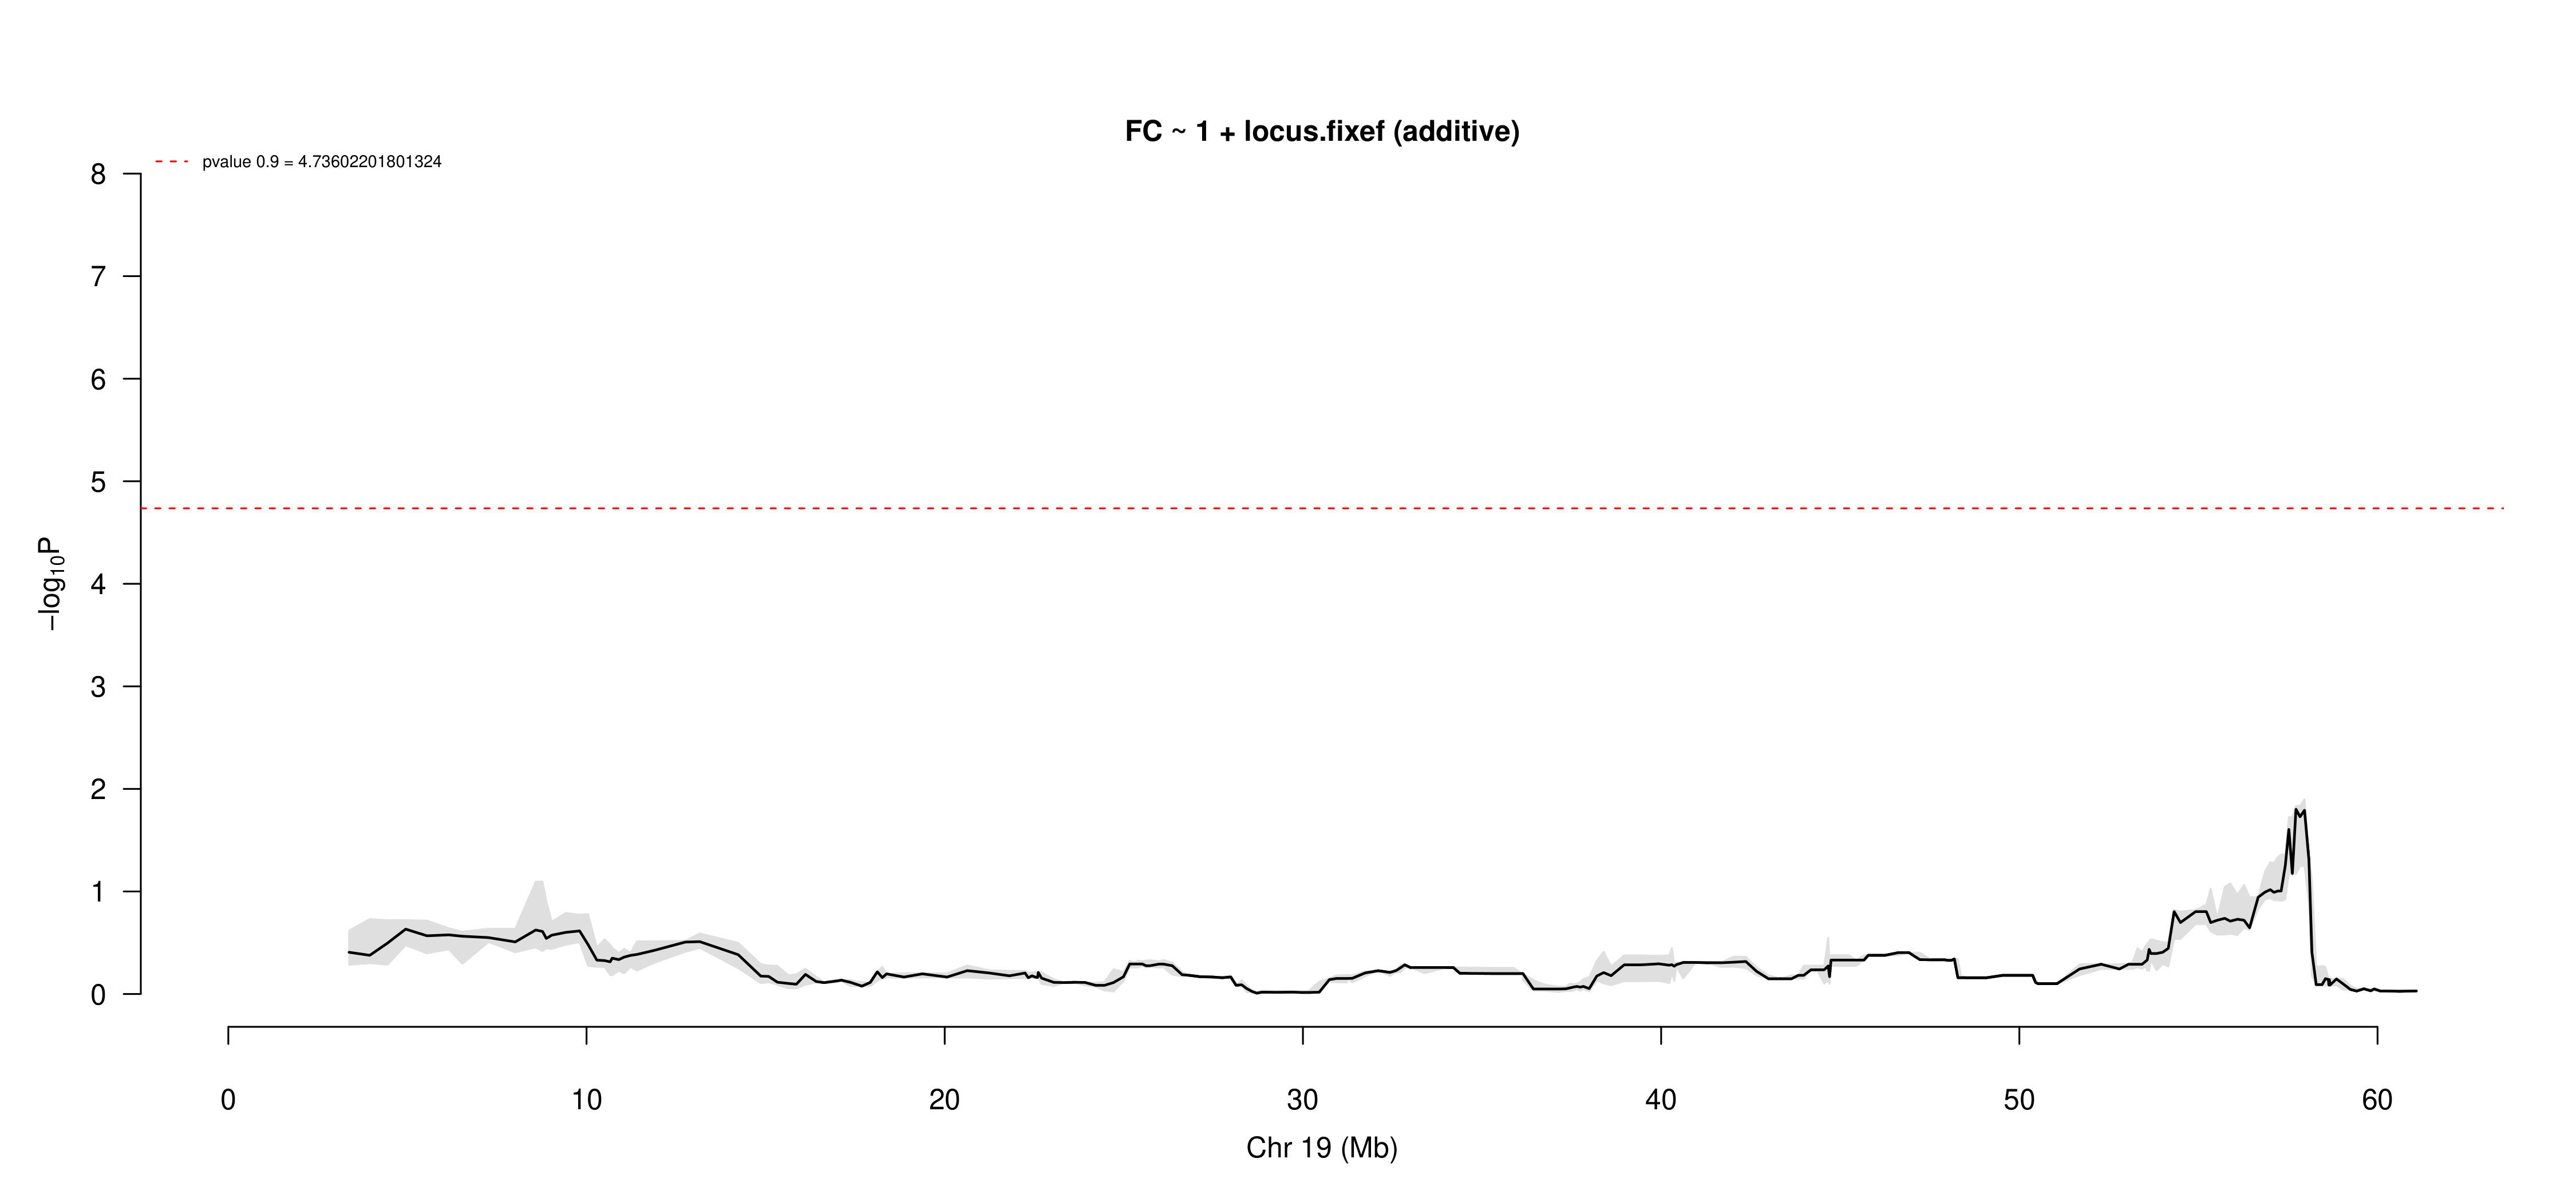 FC ~ 1 + locus.fixef (additive)
pvalue 0.9 = 4.73602201801324
8
7
6
5
4
3
2
1
0
−log10P
0 10 20 30 40 50 60
Chr 19 (Mb)